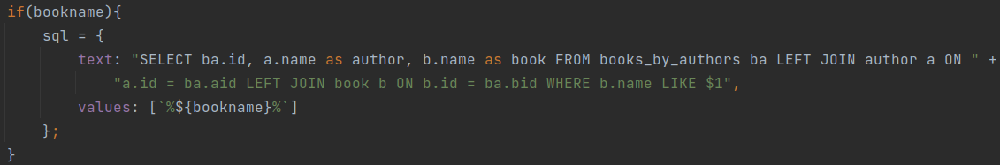 if(bookname){
    sql = {
        text: "SELECT ba.id, a.name as author, b.name as book FROM books_by_authors ba LEFT JOIN author a ON " +
            "a.id = ba.aid LEFT JOIN book b ON b.id = ba.bid WHERE b.name LIKE $1",
        values: [`%${bookname}%`]
    };
}